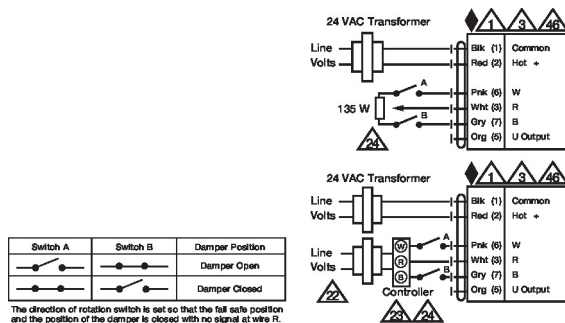 24 VAC Transformer
1 3 46
Line
Volts
Blk (1) Common
Red (2) Hot +
A
Pnk (6) W
135 W
Wht (3) R
B
Gry (7) B
24
Org (5) U Output
24 VAC Transformer
1 3 46
Line
Volts
Blk (1) Common
Red (2) Hot +
A
W
Pnk (6) W
Line
Volts
R
Wht (3) R
B
B
Gry (7) B
22
Controller
Org (5) U Output
23 24
Switch A Switch B Damper Position
Damper Open
Damper Closed
The direction of rotation switch is set so that the fail safe position
and the position of the damper is closed with no signal at wire R.